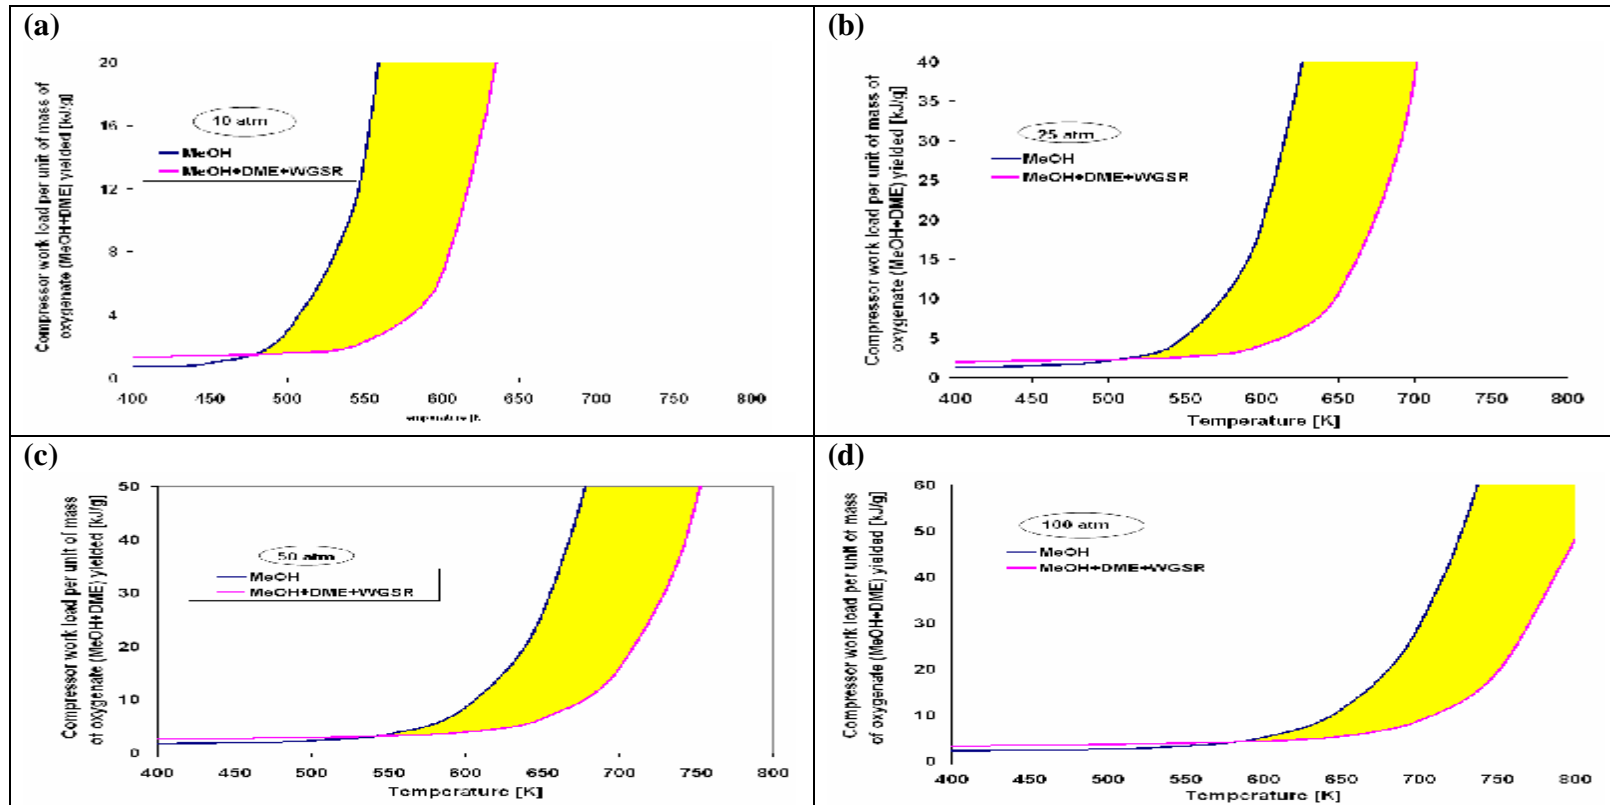 (a)
Compressor work load per unit of mass of
oxygenate (MeOH+DME) yielded [kJ/g]
20
16
12
8
4
0
10 atm
MeOH
MeOH+DME+WGSR
400 450 500 550 600 650 700 750 800
Temperature [K]
(b)
Compressor work load per unit of mass of
oxygenate (MeOH+DME) yielded [kJ/g]
40
35
30
25
20
15
10
5
0
25 atm
MeOH
MeOH+DME+WGSR
400 450 500 550 600 650 700 750 800
Temperature [K]
(c)
Compressor work load per unit of mass
of oxygenate (MeOH+DME) yielded [kJ/g]
50
40
30
20
10
0
50 atm
MeOH
MeOH+DME+WGSR
400 450 500 550 600 650 700 750 800
Temperature [K]
(d)
Compressor work load per unit of mass
of oxygenate (MeOH+DME) yielded [kJ/g]
60
50
40
30
20
10
0
100 atm
MeOH
MeOH+DME+WGSR
400 450 500 550 600 650 700 750 800
Temperature [K]